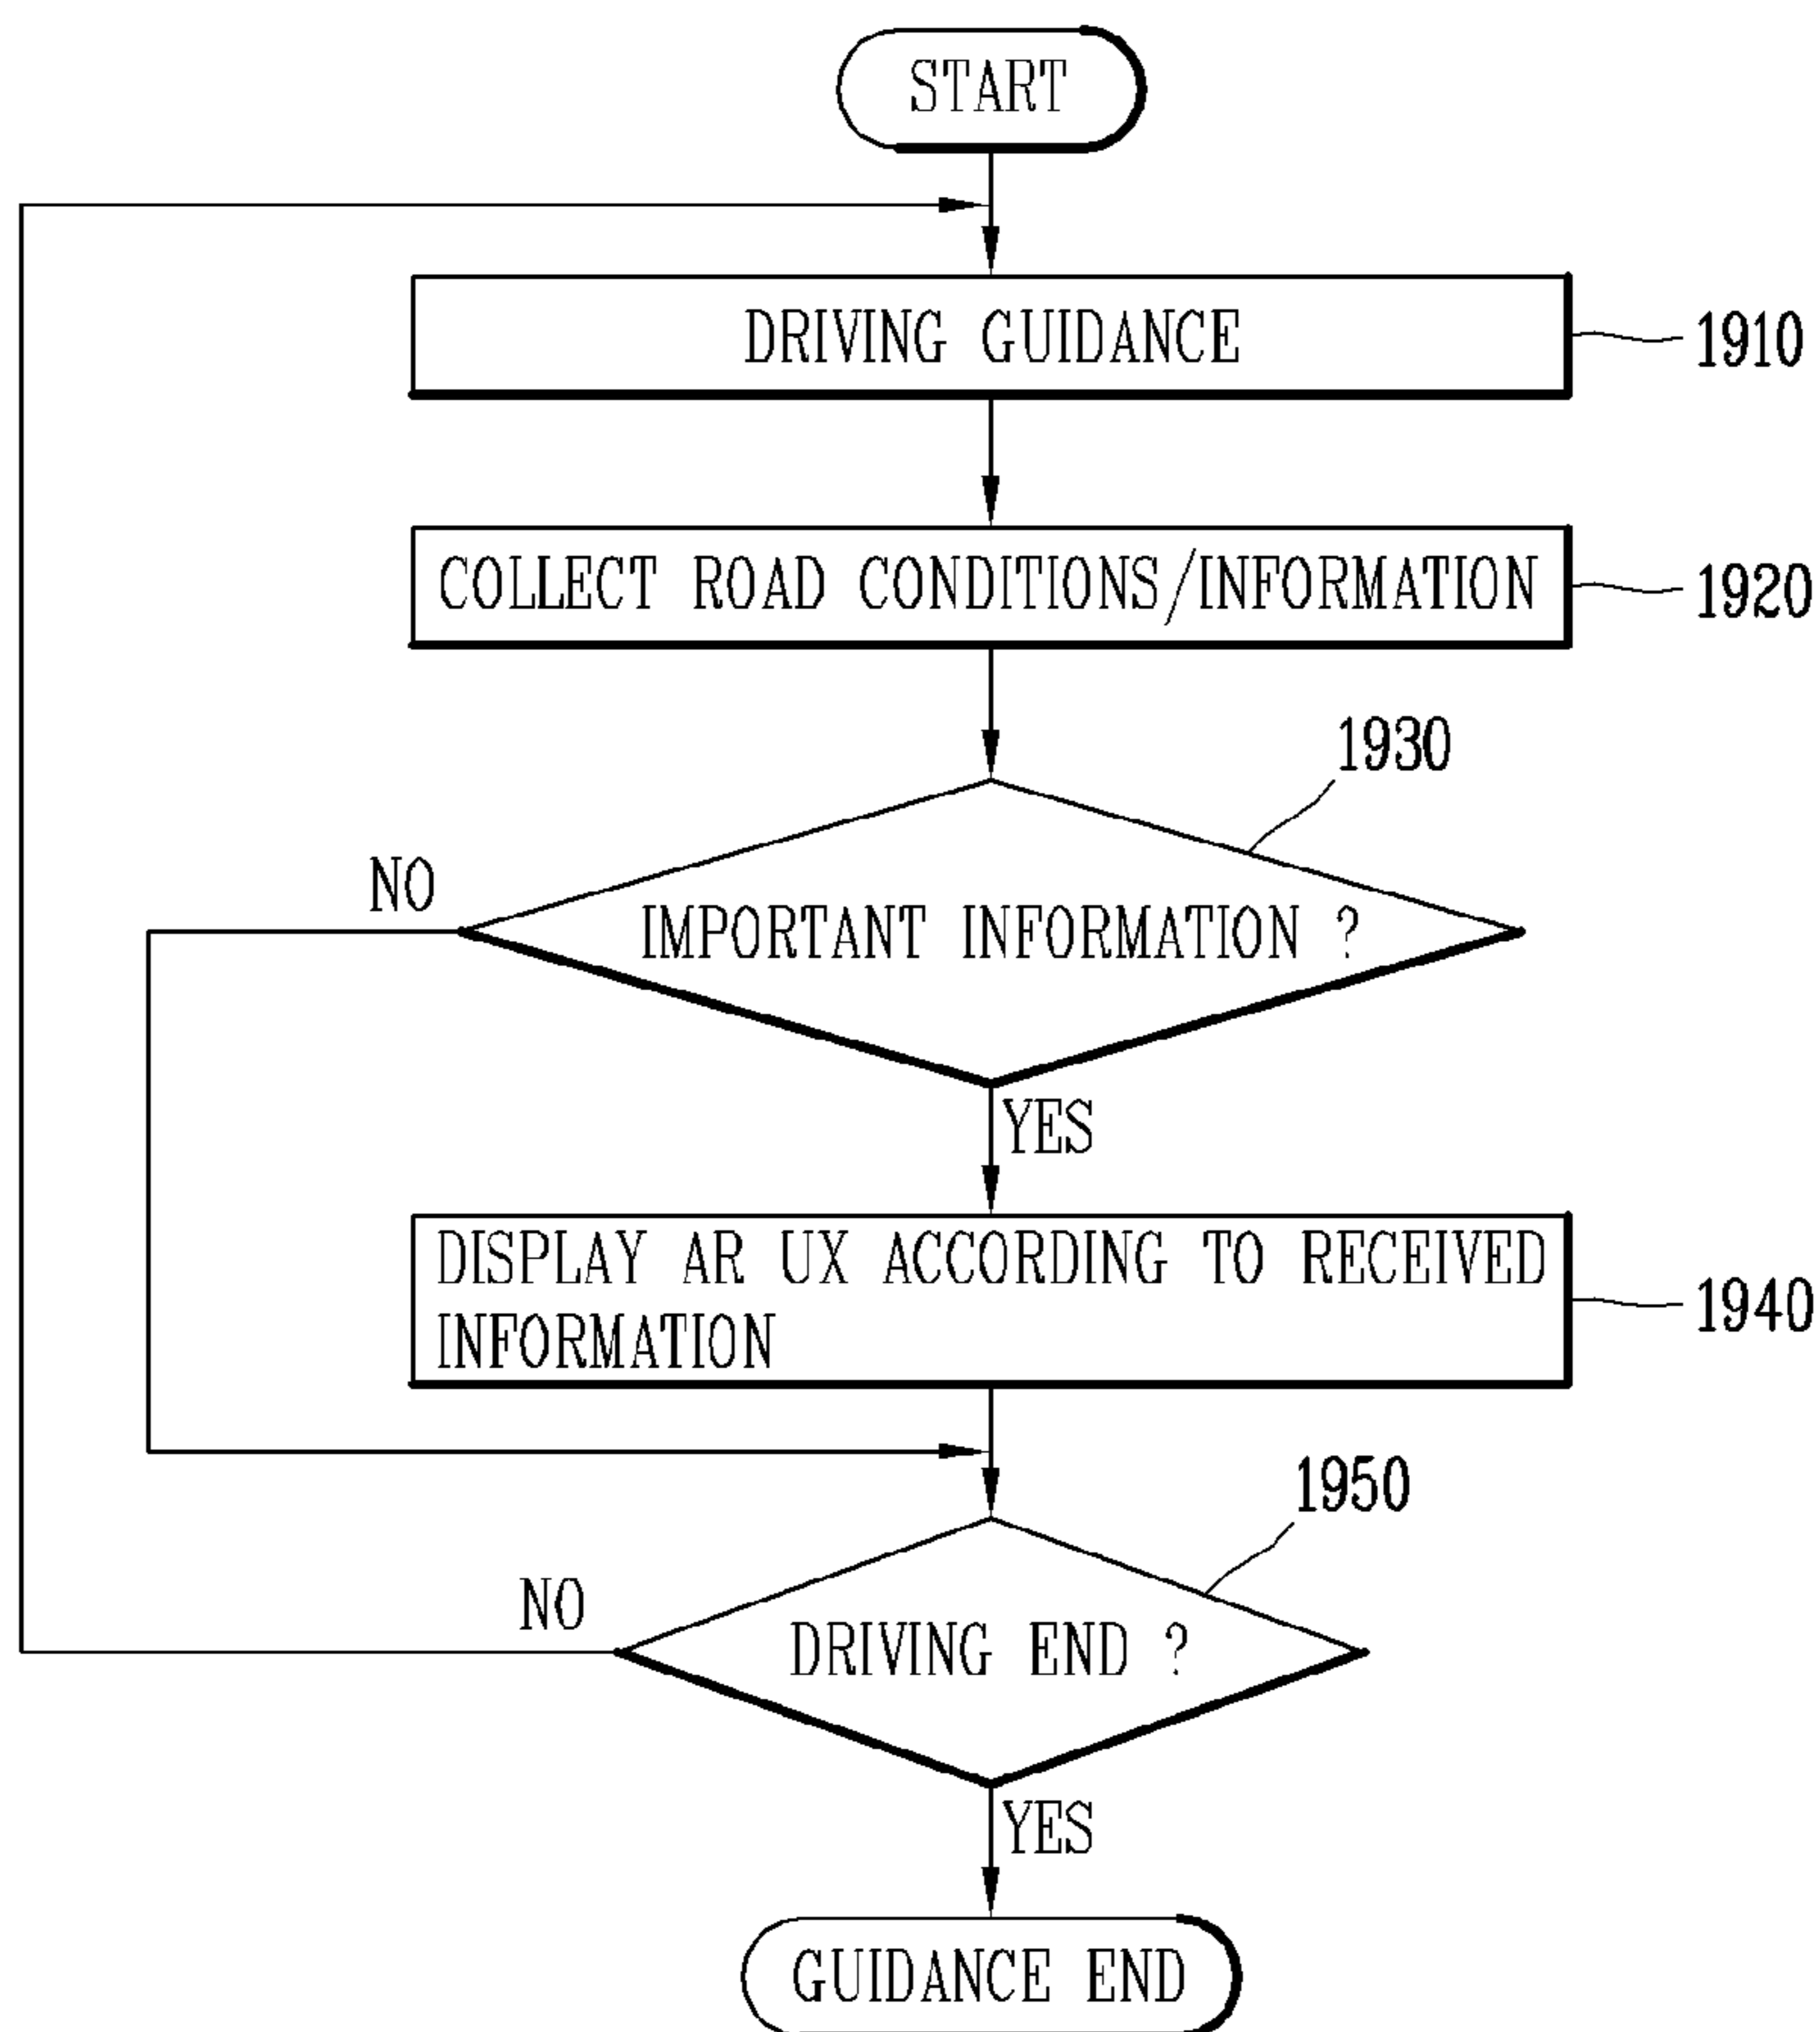 START
DRIVING GUIDANCE
1910
COLLECT ROAD CONDITIONS/INFORMATION
1920
1930
NO
IMPORTANT INFORMATION ?
YES
DISPLAY AR UX ACCORDING TO RECEIVED
INFORMATION
1940
1950
NO
DRIVING END ?
YES
GUIDANCE END